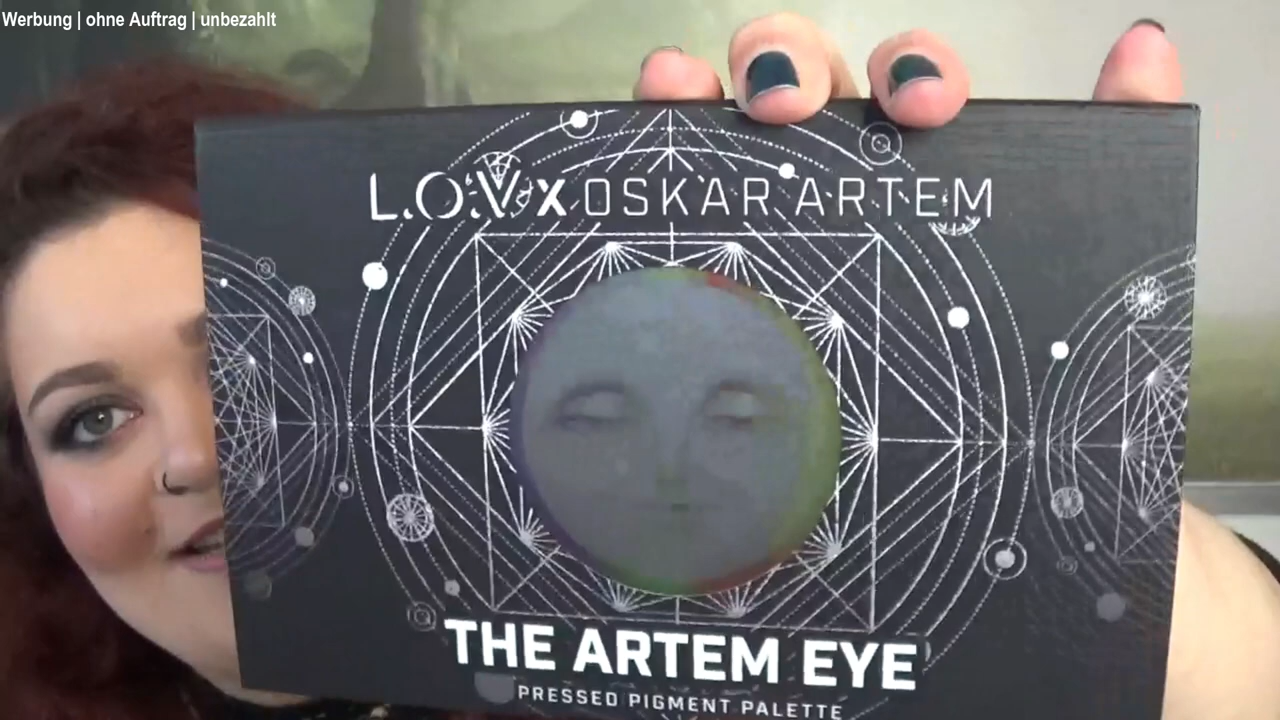 Werbung | ohne Auftrag | unbezahlt
L.O.V x OSKAR ARTEM
THE ARTEM EYE
PRESSED PIGMENT PALETTE